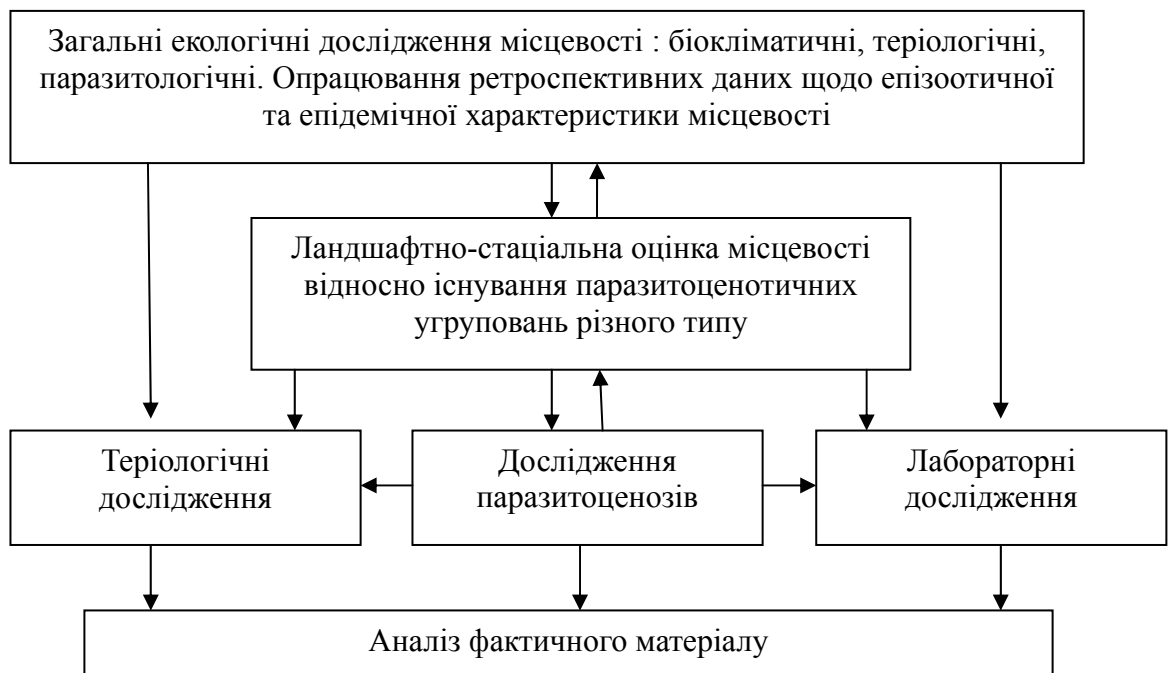 Загальні екологічні дослідження місцевості : біокліматичні, теріологічні,
паразитологічні. Опрацювання ретроспективних даних щодо епізоотичної
та епідемічної характеристики місцевості
Ландшафтно-стаціальна оцінка місцевості
відносно існування паразитоценотичних
угруповань різного типу
Теріологічні
дослідження
Дослідження
паразитоценозів
Лабораторні
дослідження
Аналіз фактичного матеріалу